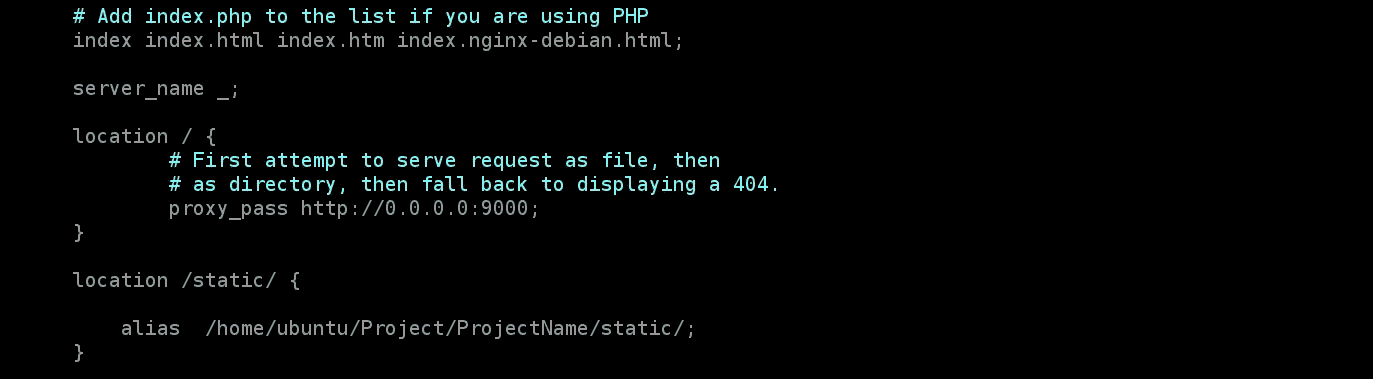 # Add index.php to the list if you are using PHP
index index.html index.htm index.nginx-debian.html;
server_name _;
location / {
# First attempt to serve request as file, then
# as directory, then fall back to displaying a 404.
proxy_pass http://0.0.0.0:9000;
}
location /static/ {
alias  /home/ubuntu/Project/ProjectName/static/;
}